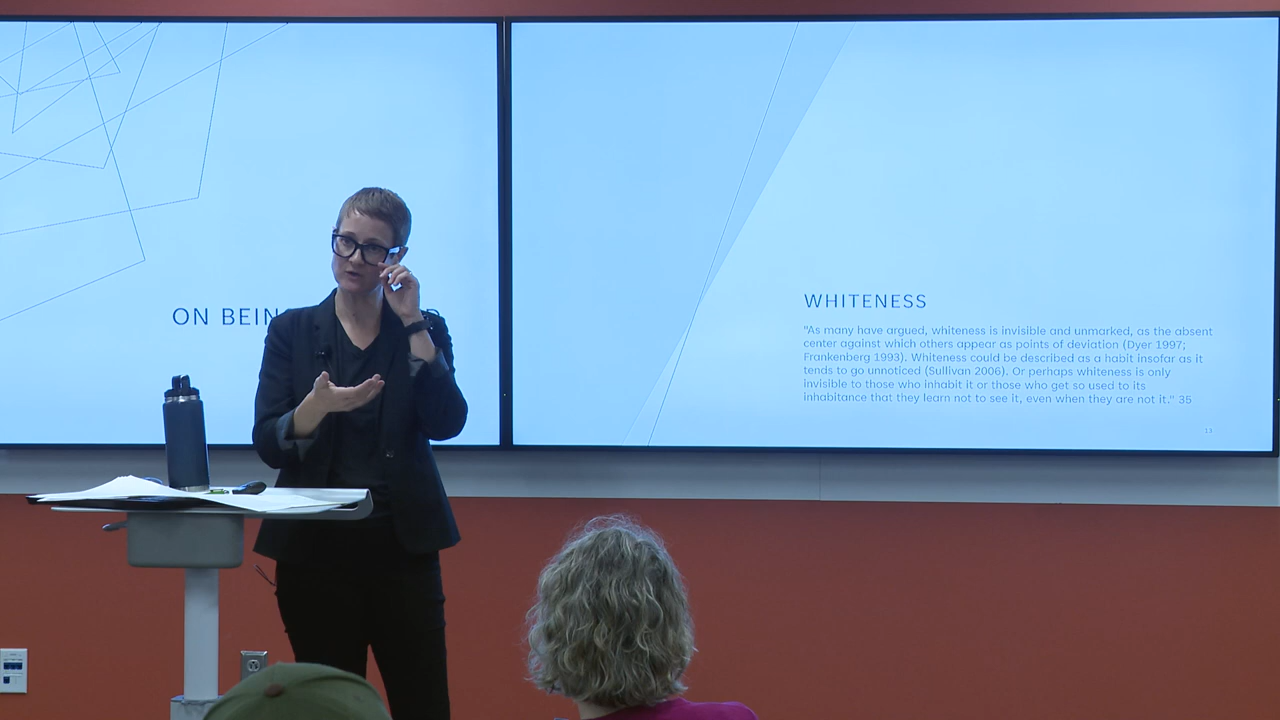 ON BEIN
WHITENESS
"As many have argued, whiteness is invisible and unmarked, as the absent
center against which others appear as points of deviation (Dyer 1997;
Frankenberg 1993). Whiteness could be described as a habit insofar as it
tends to go unnoticed (Sullivan 2006). Or perhaps whiteness is only
invisible to those who inhabit it or those who get so used to its
inhabitance that they learn not to see it, even when they are not it." 35
13